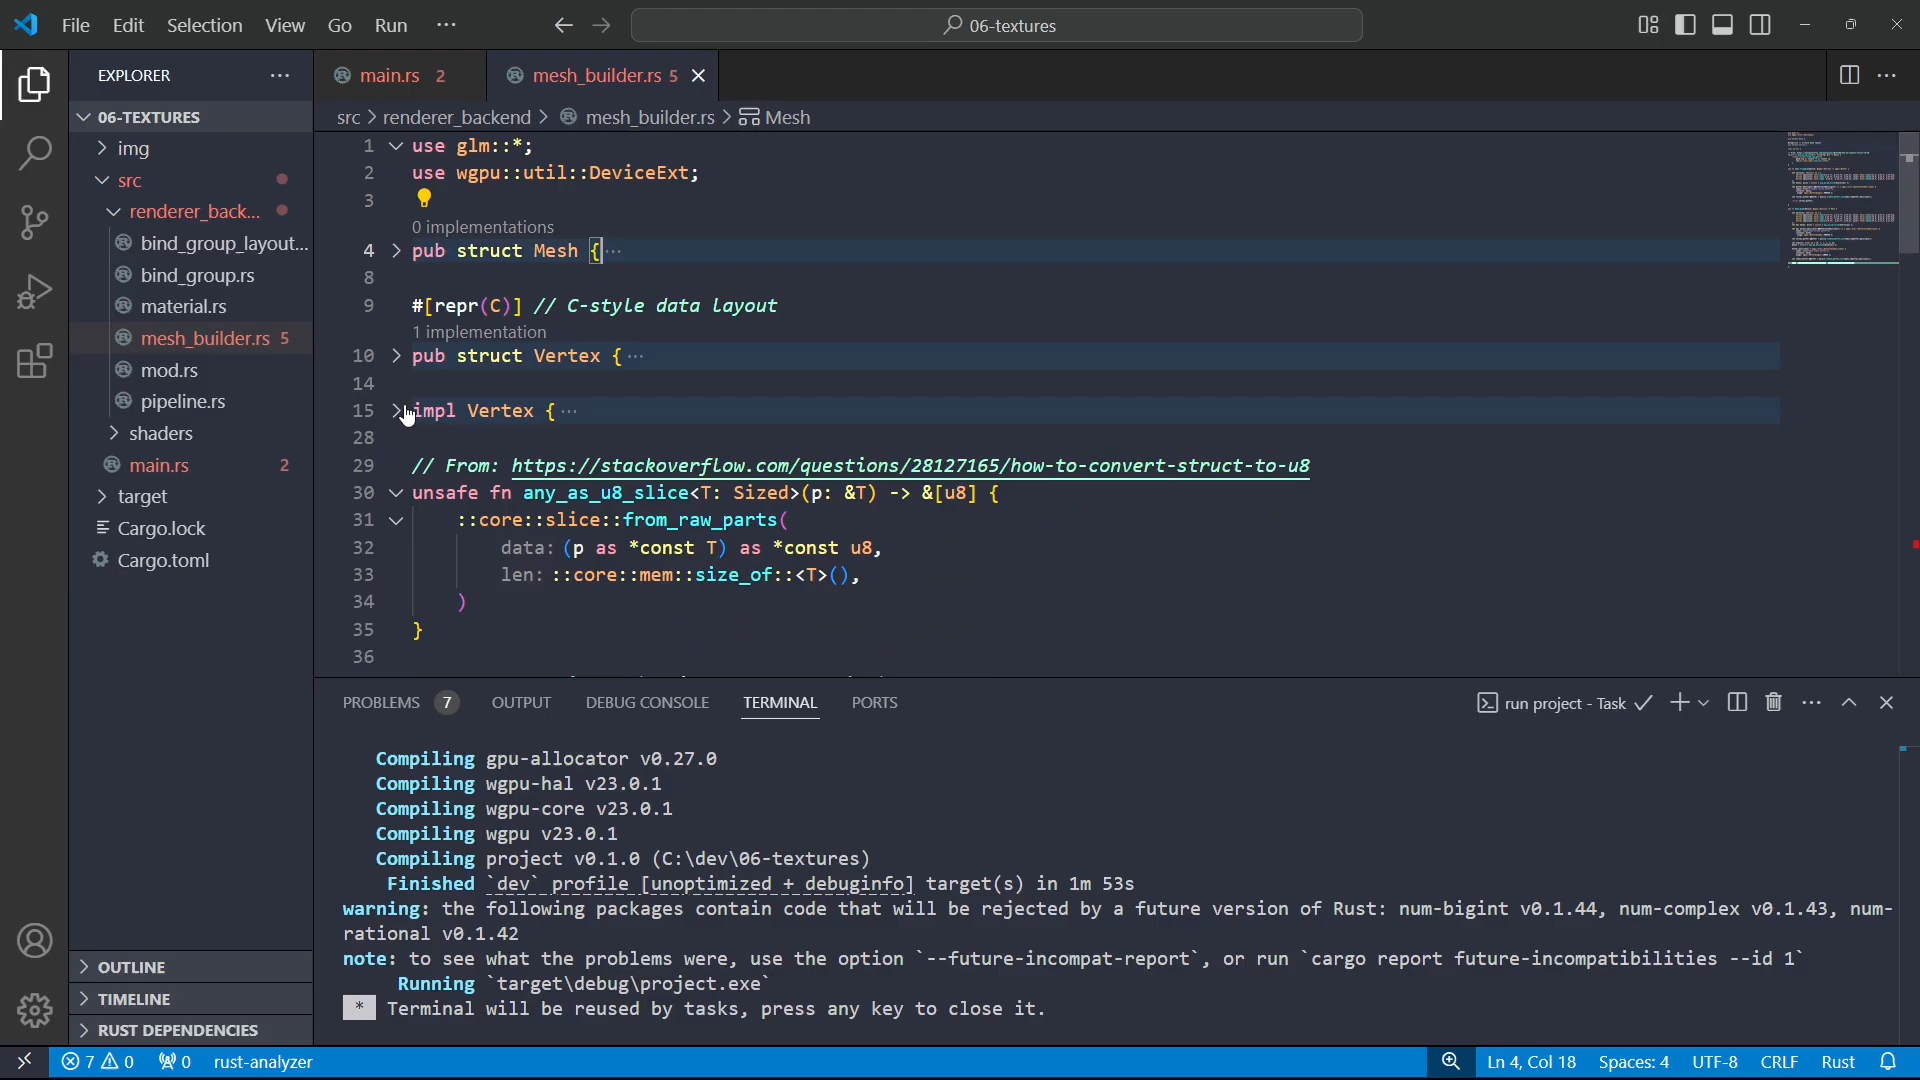 File Edit Selection View Go Run ···
06-textures
EXPLORER
main.rs 2
mesh_builder.rs 5
06-TEXTURES
img
src
renderer_back...
bind_group_layout...
bind_group.rs
material.rs
mesh_builder.rs 5
mod.rs
pipeline.rs
shaders
main.rs 2
target
Cargo.lock
Cargo.toml
OUTLINE
TIMELINE
RUST DEPENDENCIES
src > renderer_backend > mesh_builder.rs > Mesh
1 use glm::*;
2 use wgpu::util::DeviceExt;
3
0 implementations
4 pub struct Mesh {···
8
9 #[repr(C)] // C-style data layout
1 implementation
10 pub struct Vertex {···
14
15 impl Vertex {···
28
29 // From: https://stackoverflow.com/questions/28127165/how-to-convert-struct-to-u8
30 unsafe fn any_as_u8_slice<T: Sized>(p: &T) -> &[u8] {
31 ::core::slice::from_raw_parts(
32 data: (p as *const T) as *const u8,
33 len: ::core::mem::size_of::<T>(),
34 )
35 }
36
PROBLEMS 7 OUTPUT DEBUG CONSOLE TERMINAL PORTS
run project - Task
Compiling gpu-allocator v0.27.0
Compiling wgpu-hal v23.0.1
Compiling wgpu-core v23.0.1
Compiling wgpu v23.0.1
Compiling project v0.1.0 (C:\dev\06-textures)
Finished `dev` profile [unoptimized + debuginfo] target(s) in 1m 53s
warning: the following packages contain code that will be rejected by a future version of Rust: num-bigint v0.1.44, num-complex v0.1.43, num-
rational v0.1.42
note: to see what the problems were, use the option `--future-incompat-report`, or run `cargo report future-incompatibilities --id 1`
Running `target\debug\project.exe`
* Terminal will be reused by tasks, press any key to close it.
7 0 0 rust-analyzer
Ln 4, Col 18 Spaces: 4 UTF-8 CRLF Rust